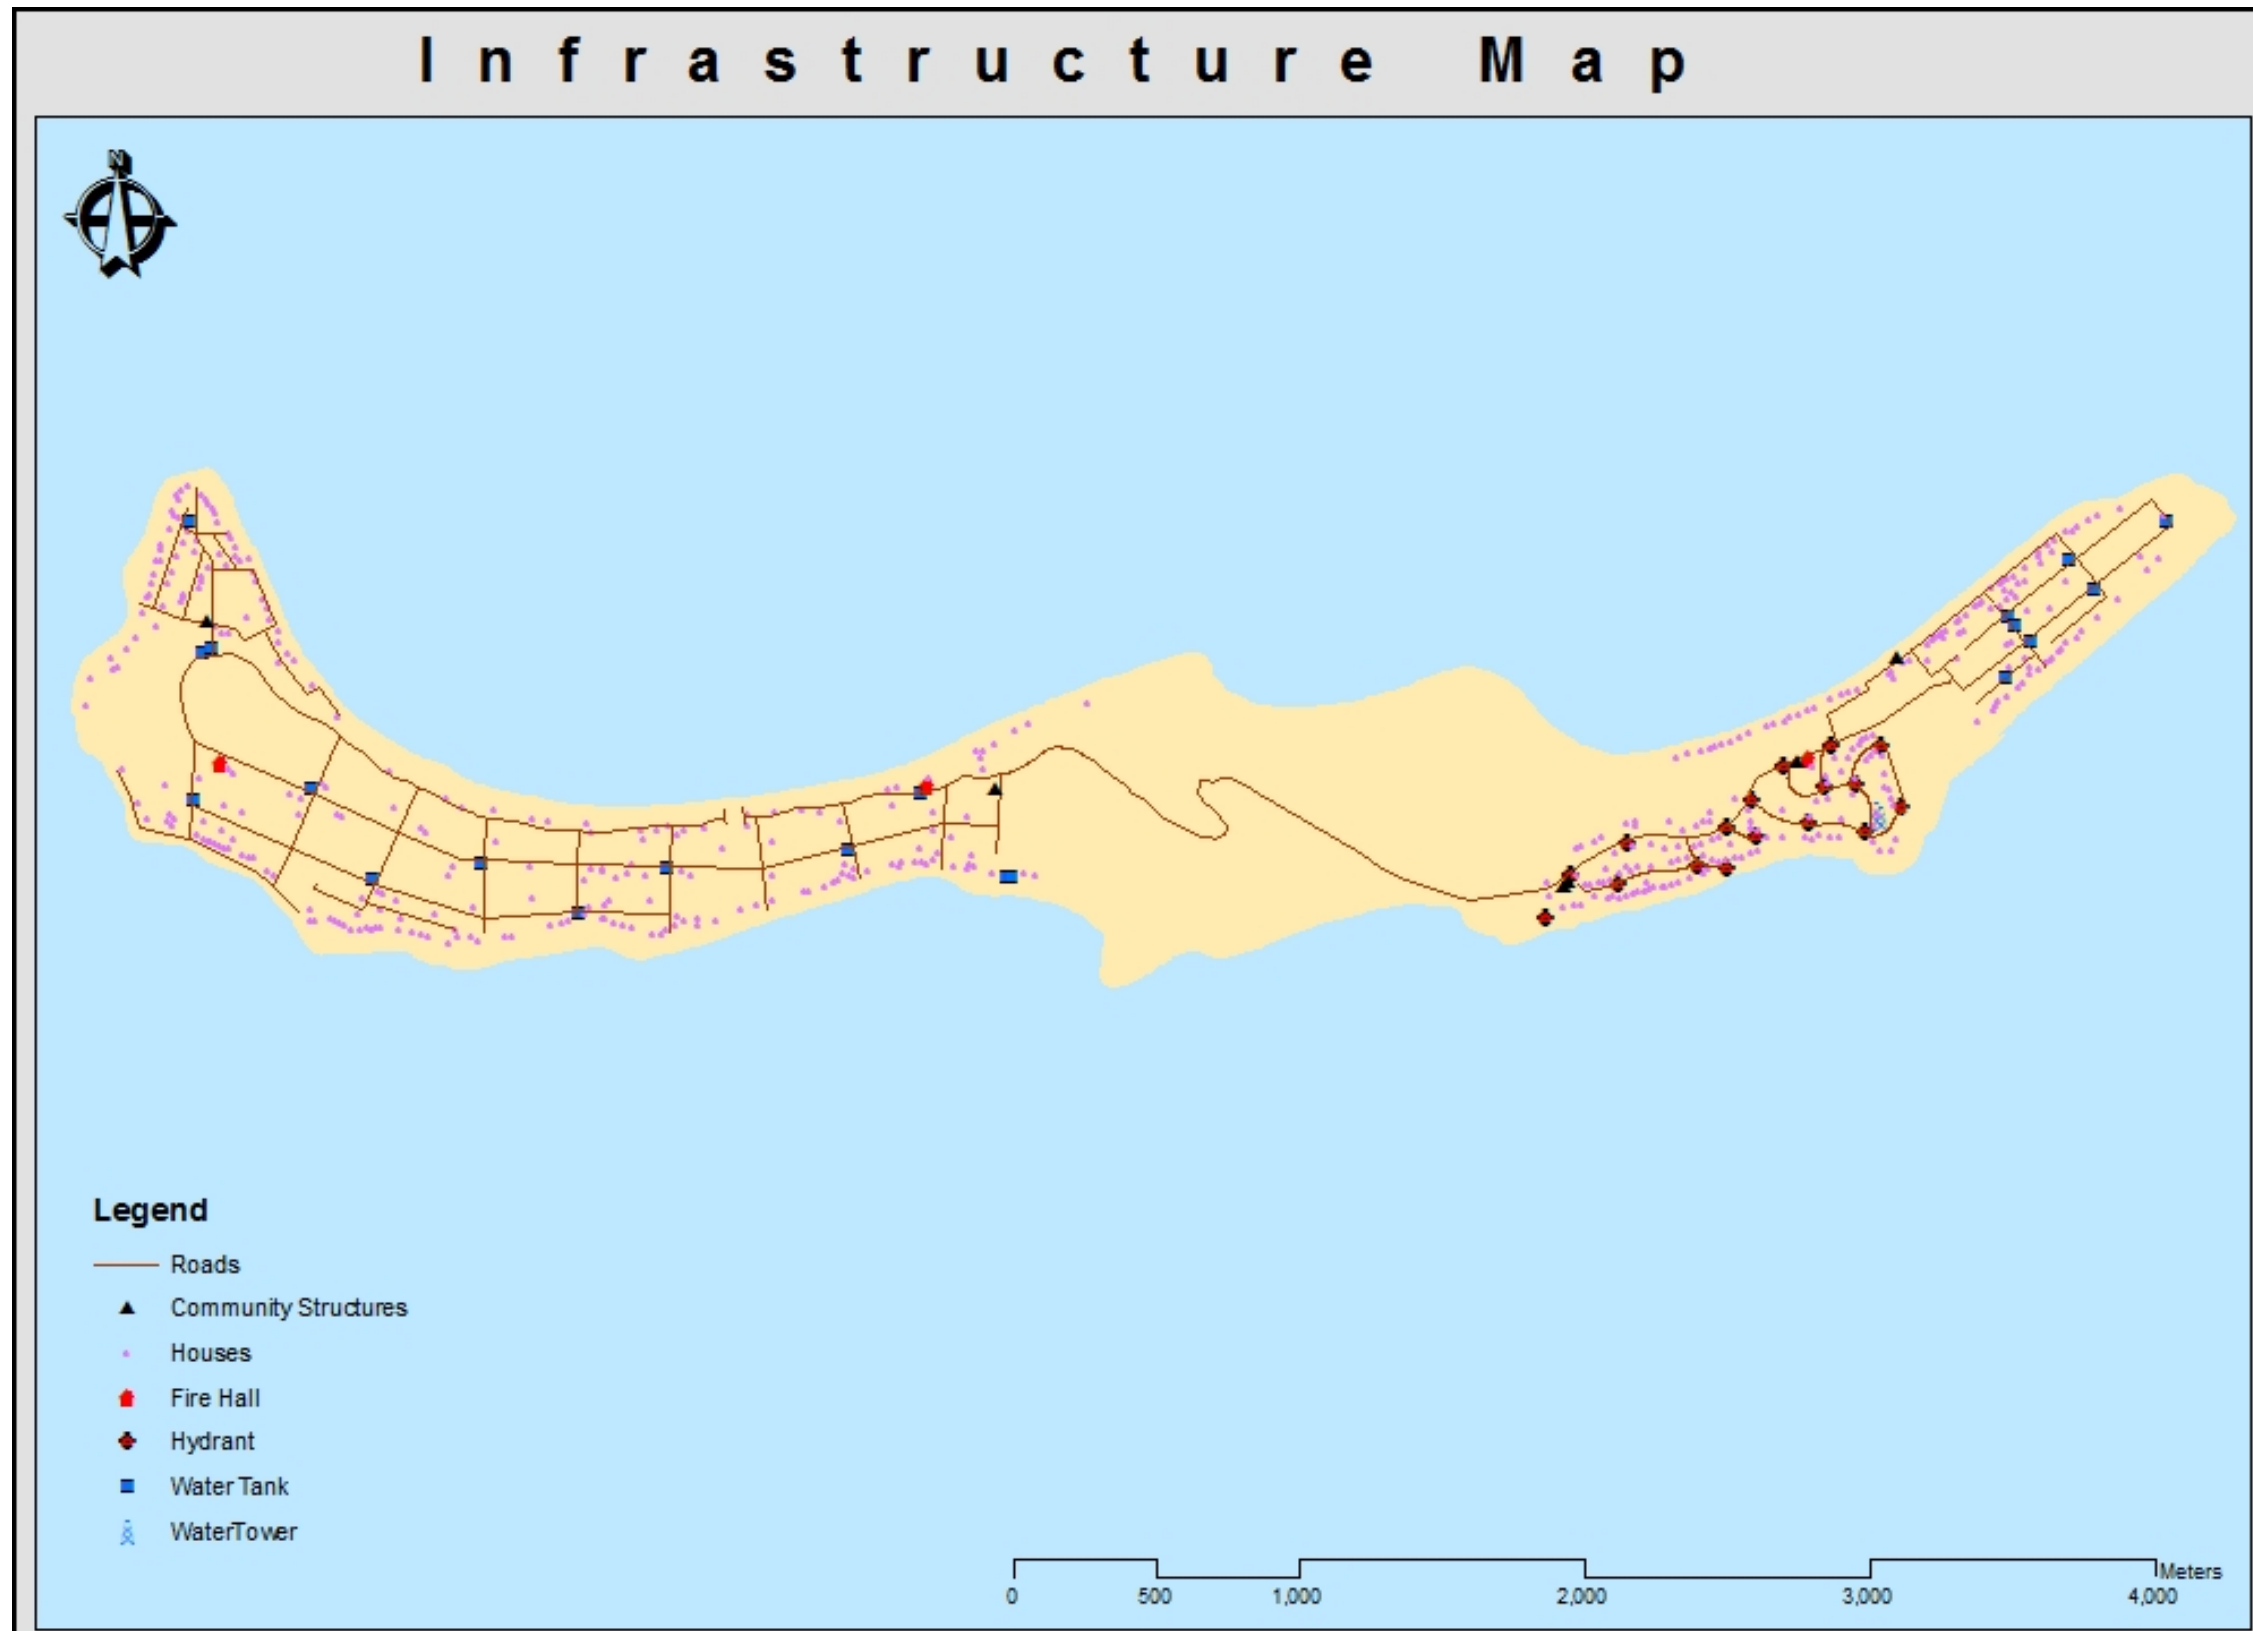 Infrastructure Map
N
Legend
Roads
Community Structures
Houses
Fire Hall
Hydrant
Water Tank
WaterTower
Meters
0 500 1,000 2,000 3,000 4,000